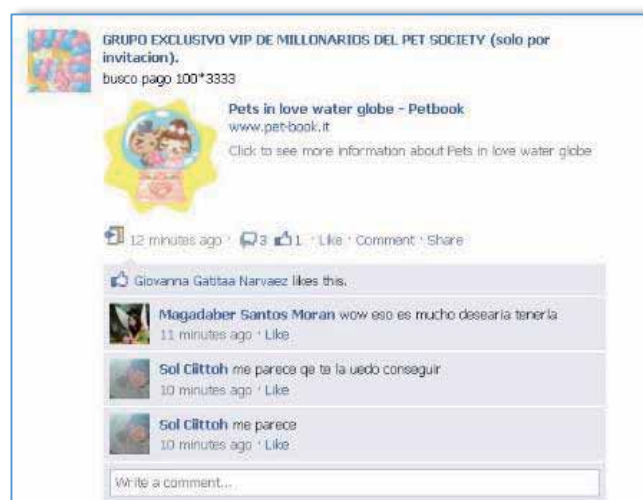 GRUPO EXCLUSIVO VIP DE MILLONARIOS DEL PET SOCIETY (solo por
invitacion).
busco pago 100*3333
Pets in love water globe - Petbook
www.pet-book.it
Click to see more information about Pets in love water globe
12 minutes ago · 3 1 · Like · Comment · Share
Giovanna Gatitaa Narvaez likes this.
Magadaber Santos Moran wow eso es mucho desearia tenerla
11 minutes ago · Like
Sol Ciittoh me parece qe te la uedo conseguir
10 minutes ago · Like
Sol Ciittoh me parece
10 minutes ago · Like
Write a comment...